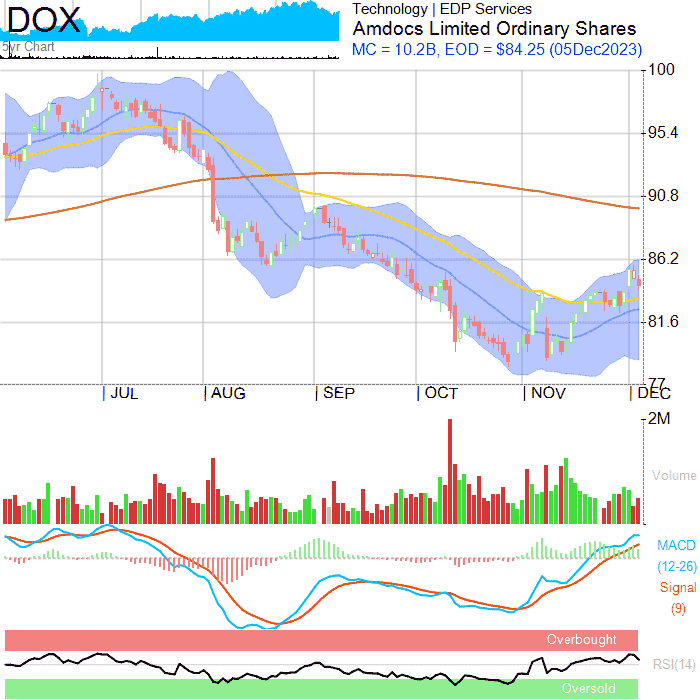 DOX
5yr Chart
Technology | EDP Services
Amdocs Limited Ordinary Shares
MC = 10.2B, EOD = $84.25 (05Dec2023)
100
95.4
90.8
86.2
81.6
77
JUL AUG SEP OCT NOV DEC
2M
Volume
MACD
(12-26)
Signal
(9)
Overbought
RSI(14)
Oversold